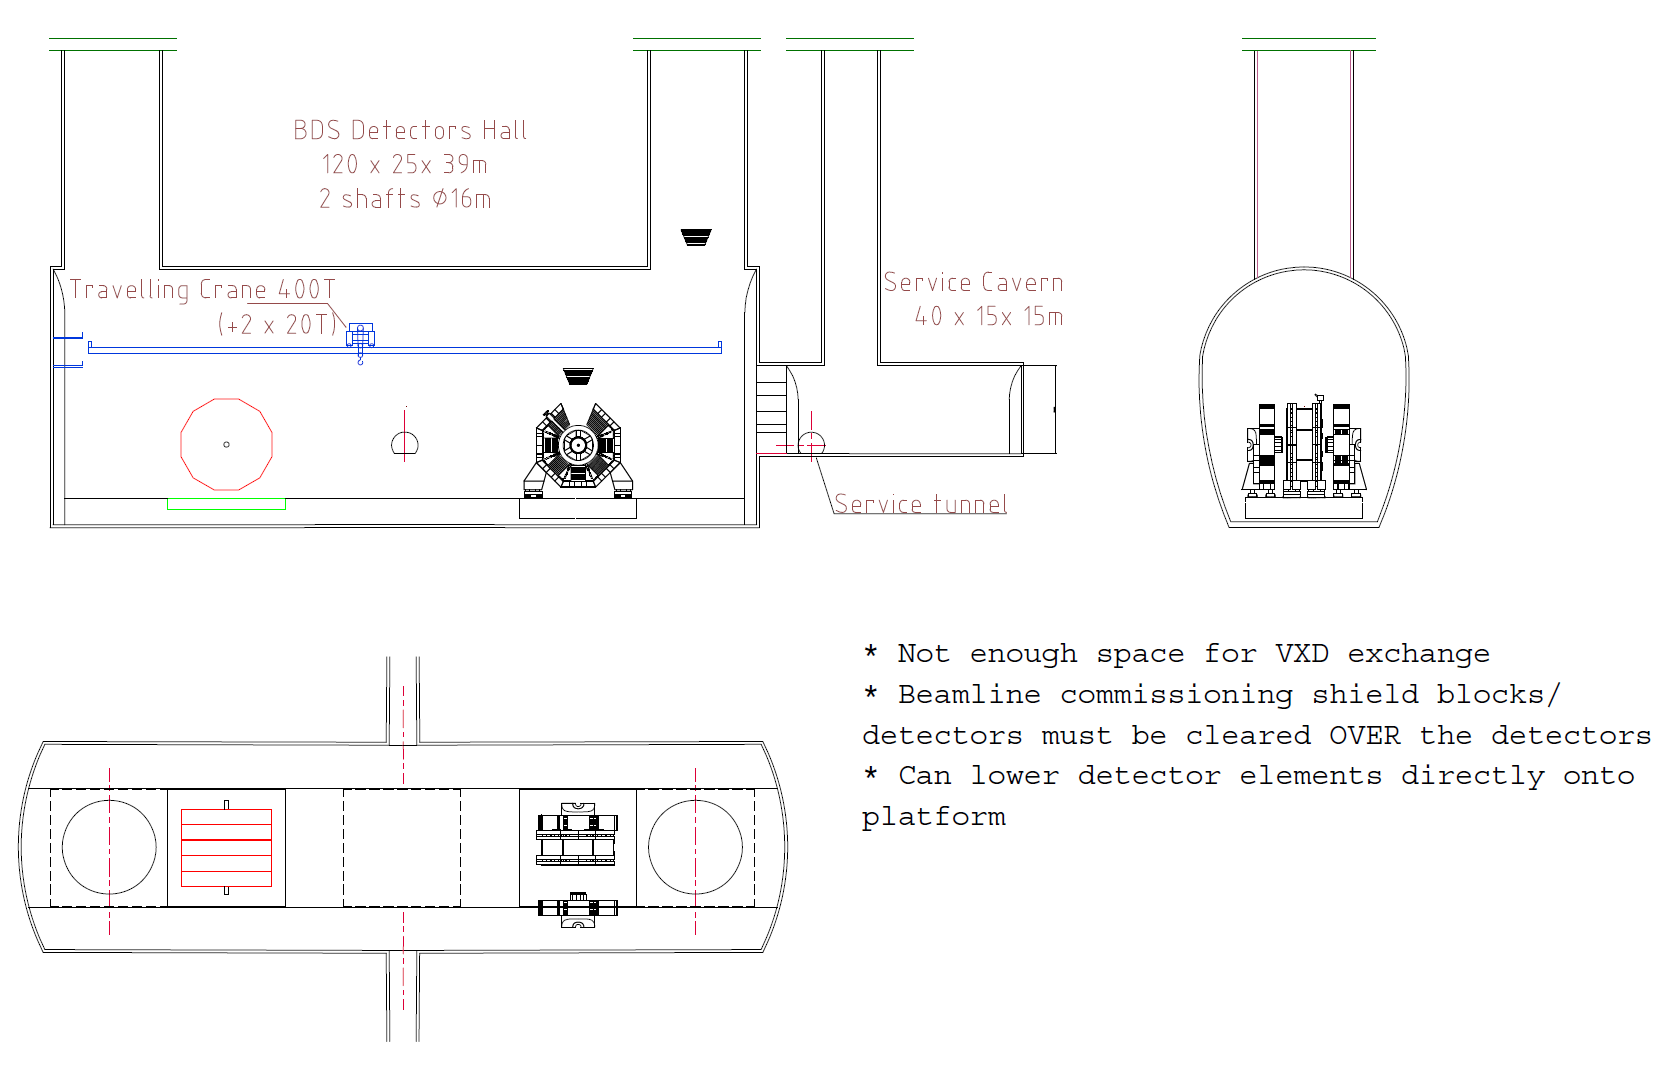 BDS Detectors Hall
120 x 25x 39m
2 shafts Ø16m
Travelling Crane 400T
(+2 x 20T)
Service Cavern
40 x 15x 15m
Service tunnel
* Not enough space for VXD exchange
* Beamline commissioning shield blocks/
detectors must be cleared OVER the detectors
* Can lower detector elements directly onto
platform